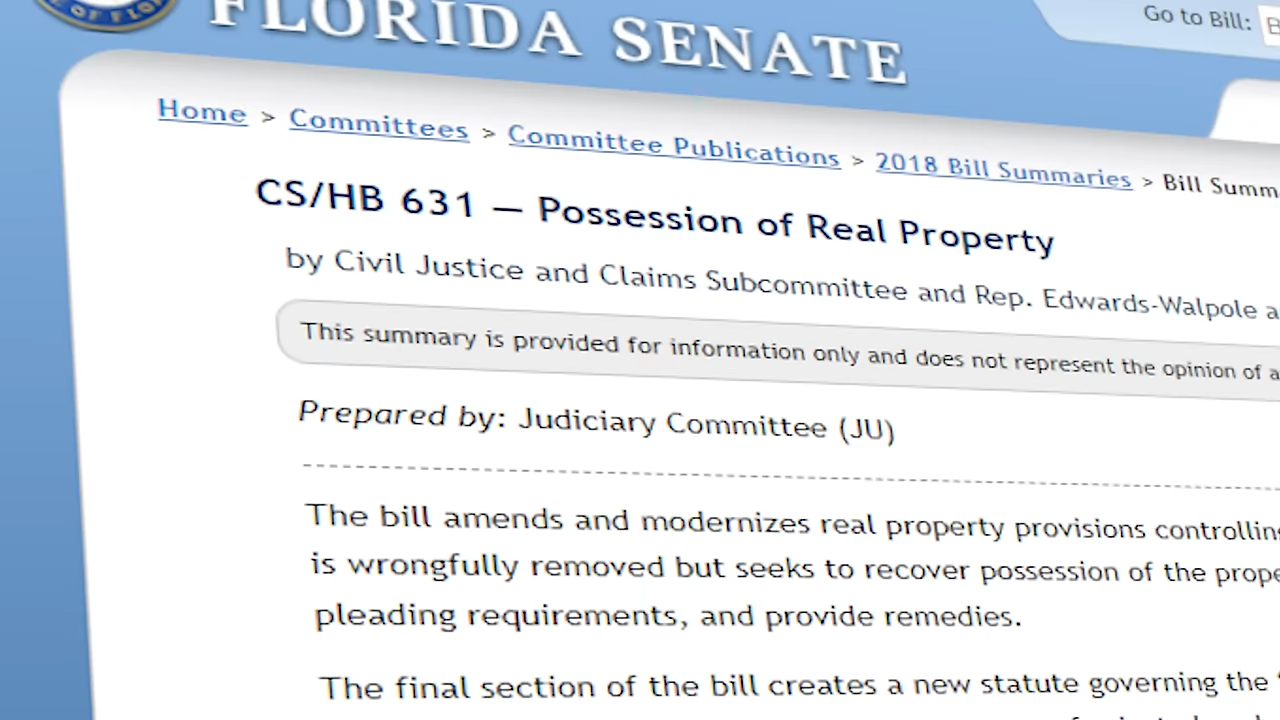 FLORIDA SENATE
Go to Bill:
Home > Committees > Committee Publications > 2018 Bill Summaries > Bill Summ
CS/HB 631 — Possession of Real Property
by Civil Justice and Claims Subcommittee and Rep. Edwards-Walpole a
This summary is provided for information only and does not represent the opinion of a
Prepared by: Judiciary Committee (JU)
The bill amends and modernizes real property provisions controlling
is wrongfully removed but seeks to recover possession of the prope
pleading requirements, and provide remedies.
The final section of the bill creates a new statute governing the